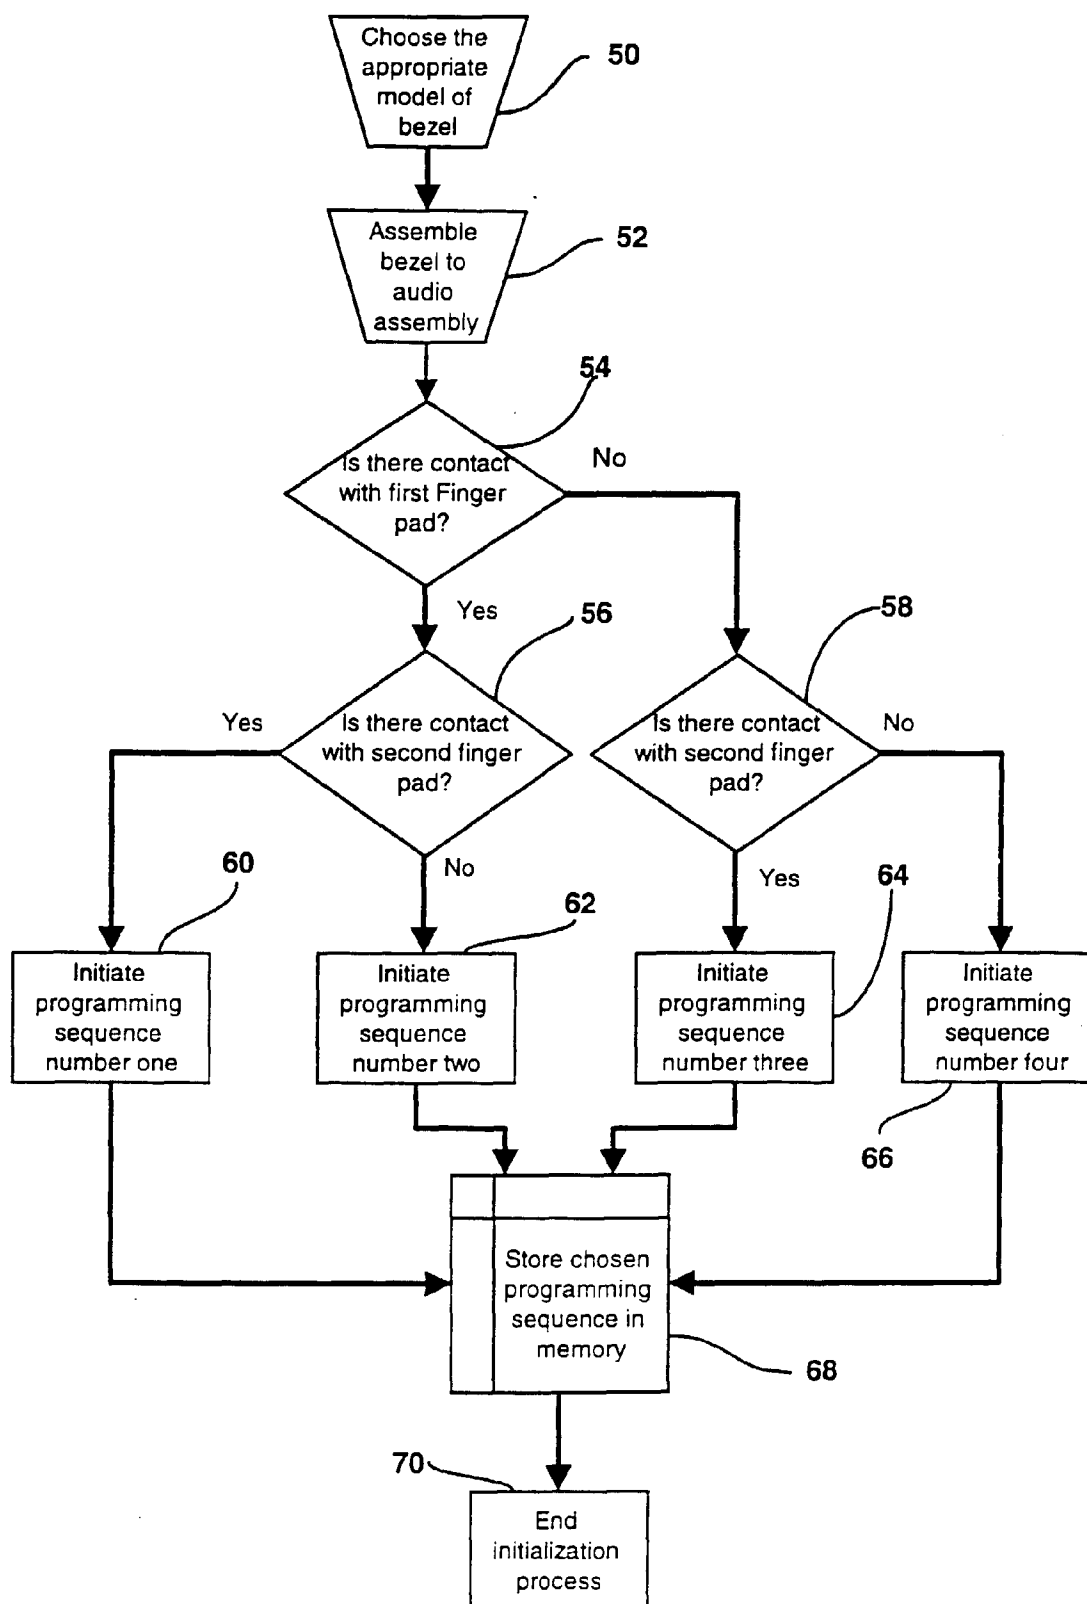 Choose the
appropriate
model of
bezel
50
Assemble
bezel to
audio
assembly
52
54
Is there contact
with first Finger
pad?
No
Yes
56
58
Yes
Is there contact
with second finger
pad?
Is there contact
with second finger
pad?
No
No
Yes
60
62
64
Initiate
programming
sequence
number one
Initiate
programming
sequence
number two
Initiate
programming
sequence
number three
Initiate
programming
sequence
number four
66
Store chosen
programming
sequence in
memory
68
70
End
initialization
process